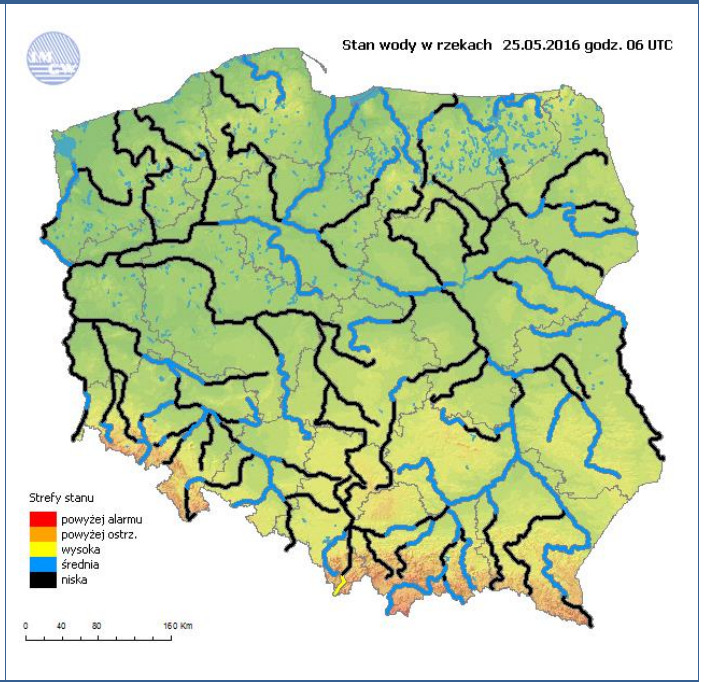 Stan wody w rzekach 25.05.2016 godz. 06 UTC
Strefy stanu
powyżej alarmu
powyżej ostrz.
wysoka
średnia
niska
0 40 80 160 Km